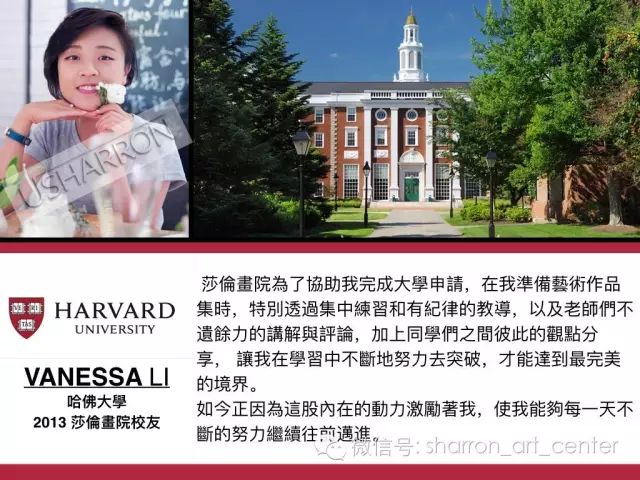 USHARRON
HARVARD
UNIVERSITY
VANESSA LI
哈佛大學
2013 莎倫畫院校友
莎倫畫院為了協助我完成大學申請，在我準備藝術作品
集時，特別透過集中練習和有紀律的教導，以及老師們不
遺餘力的講解與評論，加上同學們之間彼此的觀點分
享， 讓我在學習中不斷地努力去突破，才能達到最完美
的境界。
如今正因為這股內在的動力激勵著我，使我能夠每一天不
斷的努力繼續往前邁進。
微信号: sharron_art_center